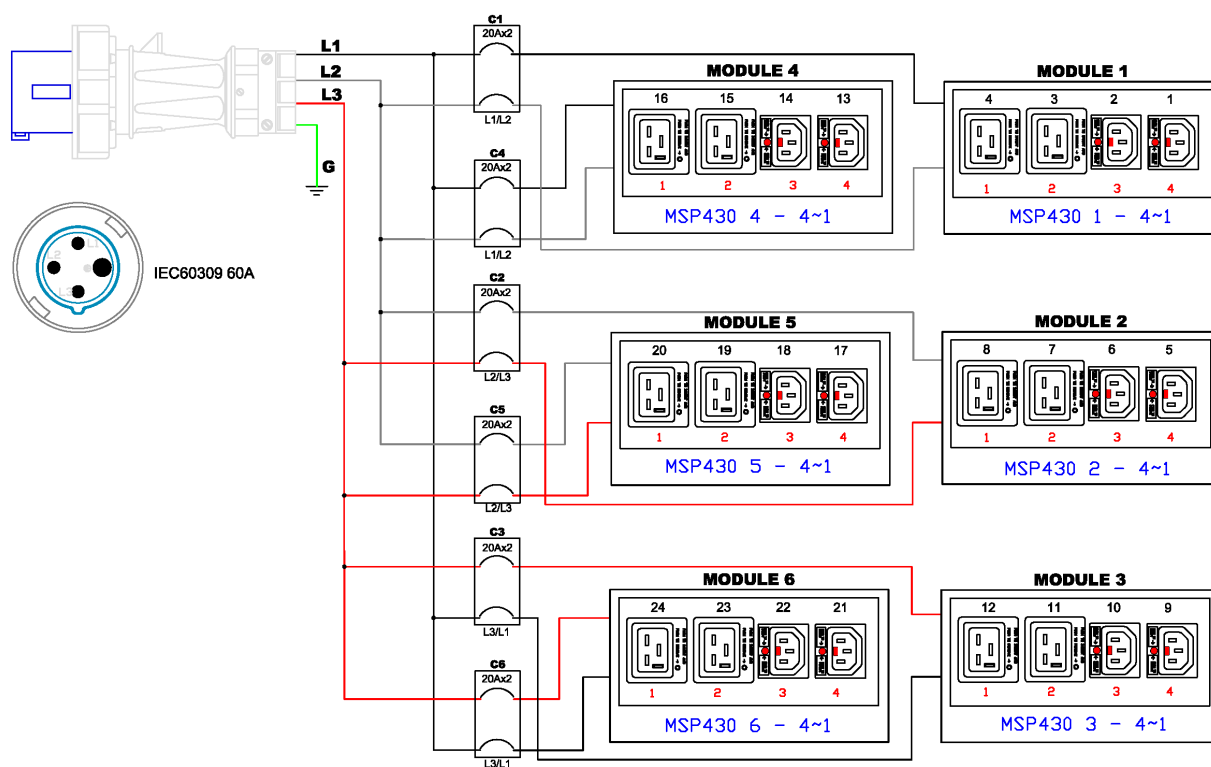 C1
20Ax2
L1/L2
L1
L2
L3
G
IEC60309 60A
L1
L2
L3
C4
20Ax2
L1/L2
C2
20Ax2
L2/L3
C5
20Ax2
L2/L3
C3
20Ax2
L3/L1
C6
20Ax2
L3/L1
MODULE 4
16 15 14 13
1 2 3 4
MSP430 4 - 4~1
MODULE 1
4 3 2 1
1 2 3 4
MSP430 1 - 4~1
MODULE 5
20 19 18 17
1 2 3 4
MSP430 5 - 4~1
MODULE 2
8 7 6 5
1 2 3 4
MSP430 2 - 4~1
MODULE 6
24 23 22 21
1 2 3 4
MSP430 6 - 4~1
MODULE 3
12 11 10 9
1 2 3 4
MSP430 3 - 4~1